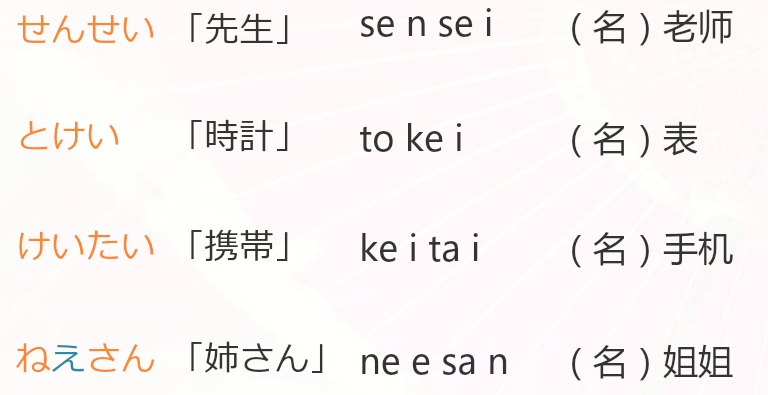 せんせい 「先生」 se n se i （名）老师
とけい 「時計」 to ke i （名）表
けいたい 「携帯」 ke i ta i （名）手机
ねえさん 「姉さん」 ne e sa n （名）姐姐